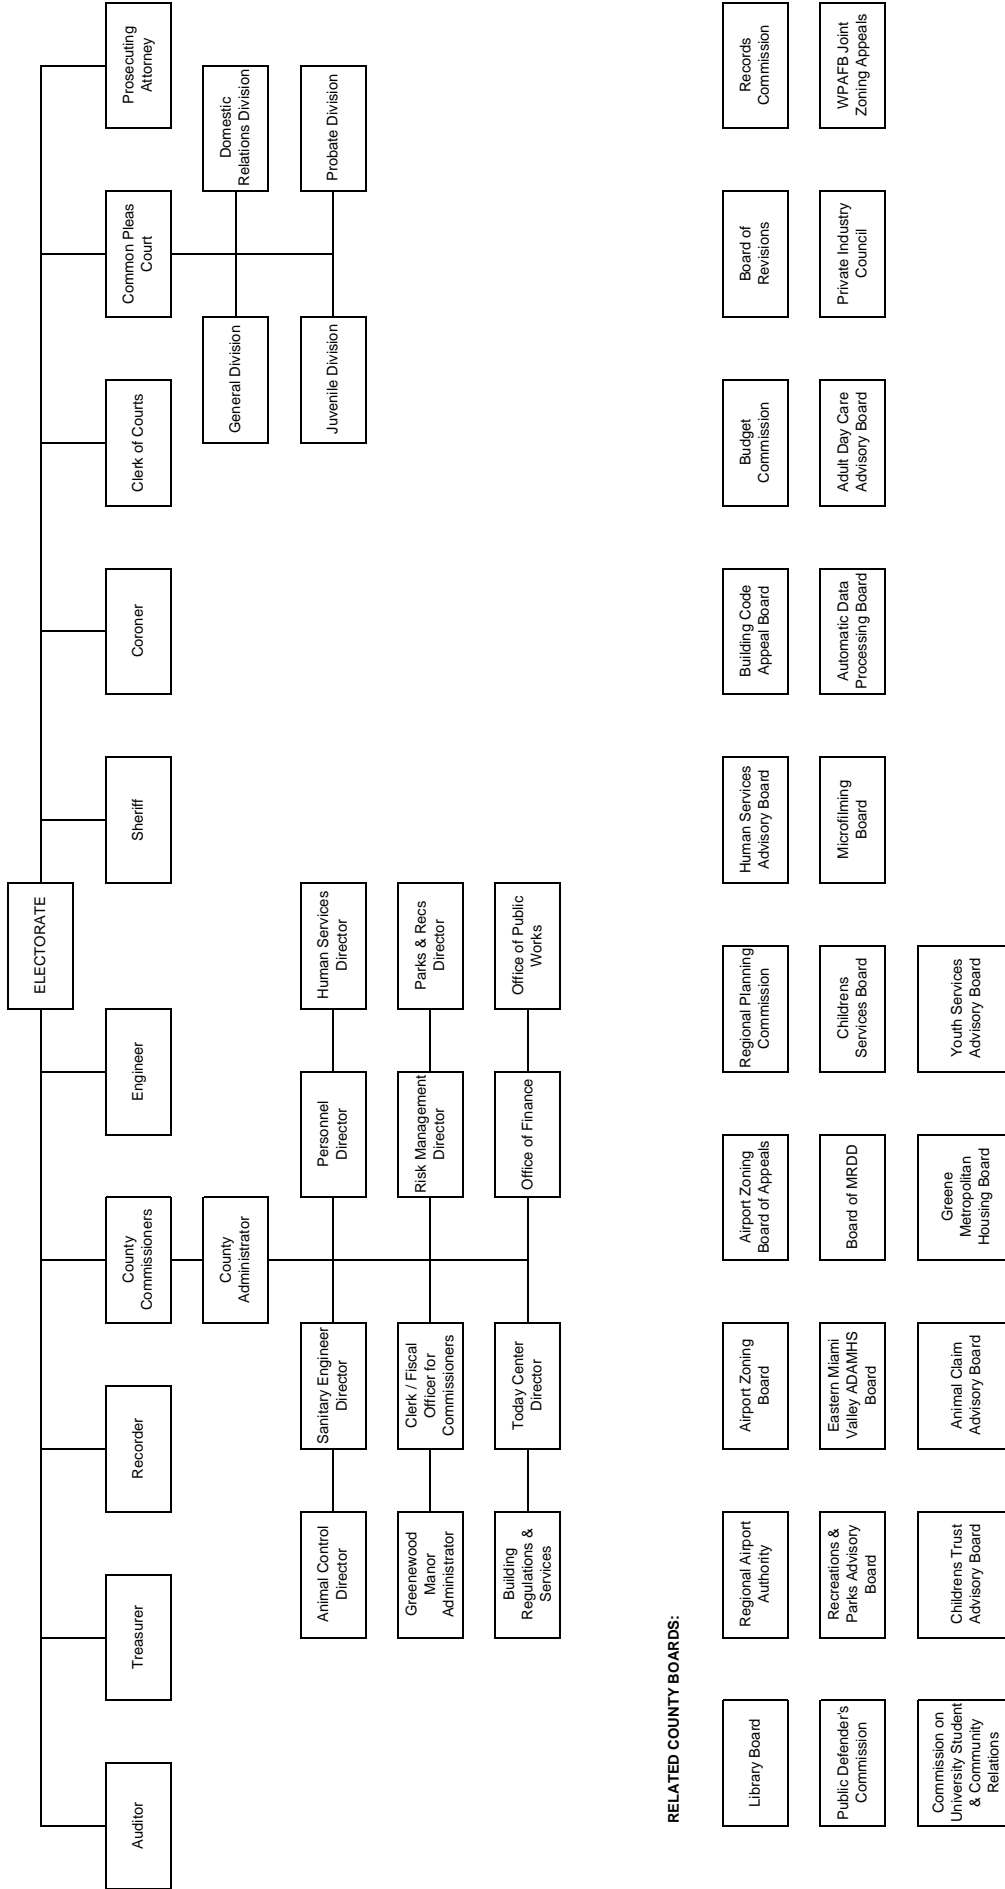 ELECTORATE
Auditor
Treasurer
Recorder
County
Commissioners
Engineer
Sheriff
Coroner
Clerk of Courts
Common Pleas
Court
Prosecuting
Attorney
County
Administrator
General Division
Domestic
Relations Division
Animal Control
Director
Sanitary Engineer
Director
Personnel
Director
Human Services
Director
Juvenile Division
Probate Division
Greenewood
Manor
Administrator
Clerk / Fiscal
Officer for
Commissioners
Risk Management
Director
Parks & Recs
Director
Building
Regulations &
Services
Today Center
Director
Office of Finance
Office of Public
Works
RELATED COUNTY BOARDS:
Library Board
Regional Airport
Authority
Airport Zoning
Board
Airport Zoning
Board of Appeals
Regional Planning
Commission
Human Services
Advisory Board
Building Code
Appeal Board
Budget
Commission
Board of
Revisions
Records
Commission
Public Defender's
Commission
Recreations &
Parks Advisory
Board
Eastern Miami
Valley ADAMHS
Board
Board of MRDD
Childrens
Services Board
Microfilming
Board
Automatic Data
Processing Board
Adult Day Care
Advisory Board
Private Industry
Council
WPAFB Joint
Zoning Appeals
Commission on
University Student
& Community
Relations
Childrens Trust
Advisory Board
Animal Claim
Advisory Board
Greene
Metropolitan
Housing Board
Youth Services
Advisory Board